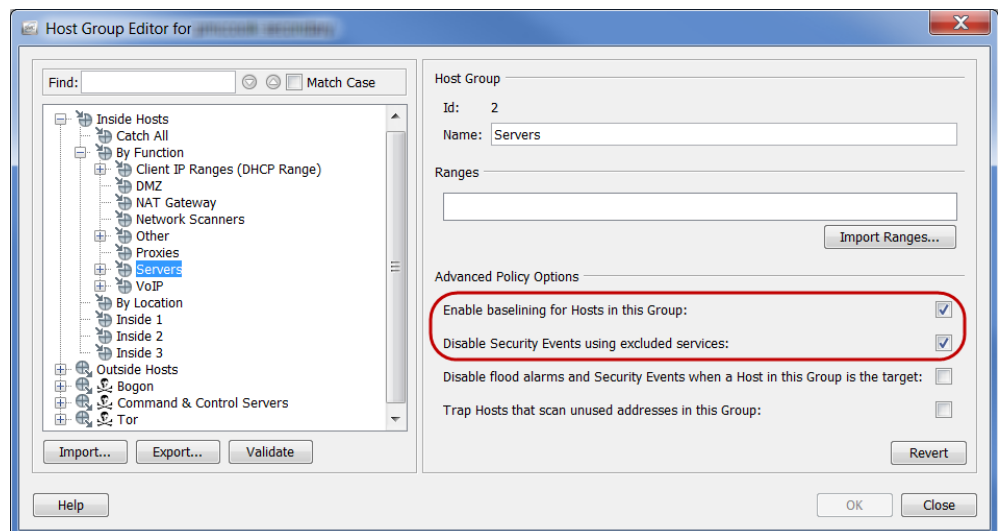 Host Group Editor for
Find:
Match Case
Inside Hosts
Catch All
By Function
Client IP Ranges (DHCP Range)
DMZ
NAT Gateway
Network Scanners
Other
Proxies
Servers
VoIP
By Location
Inside 1
Inside 2
Inside 3
Outside Hosts
Bogon
Command & Control Servers
Tor
Import...
Export...
Validate
Host Group
Id: 2
Name: Servers
Ranges
Import Ranges...
Advanced Policy Options
Enable baselining for Hosts in this Group:
Disable Security Events using excluded services:
Disable flood alarms and Security Events when a Host in this Group is the target:
Trap Hosts that scan unused addresses in this Group:
Revert
Help
OK
Close